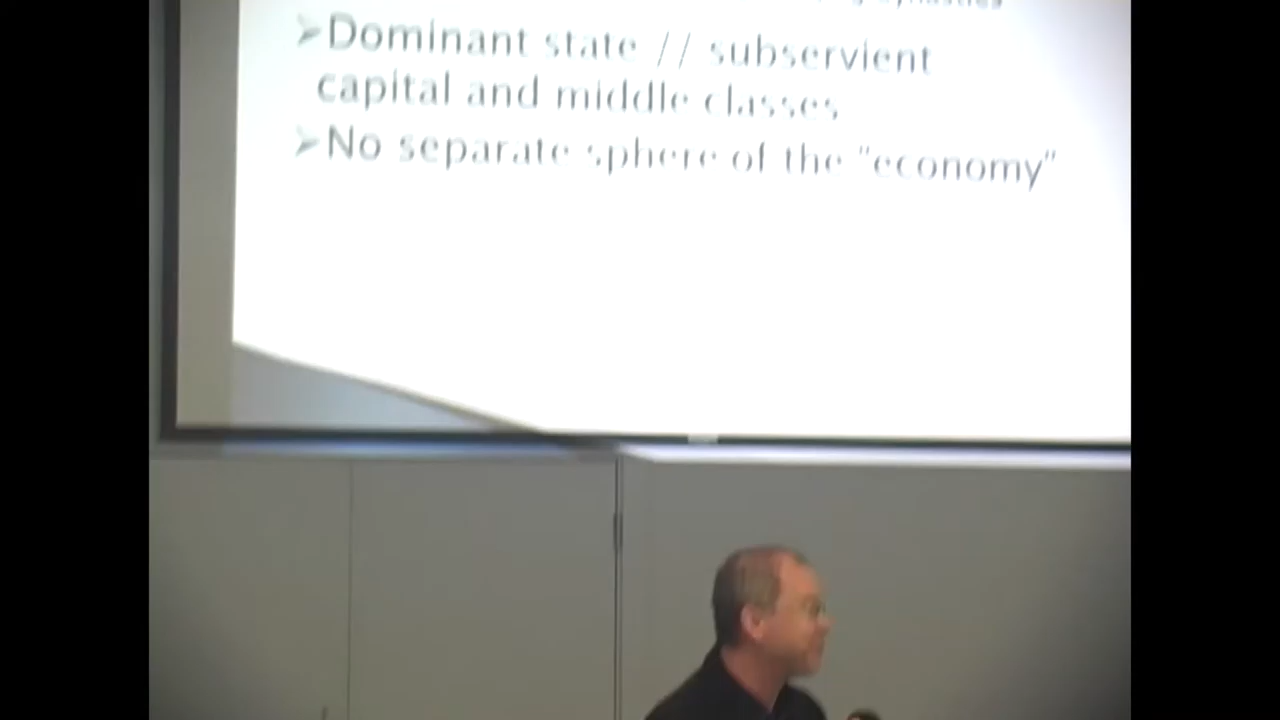 ➢Dominant state // subservient
capital and middle classes
➢No separate sphere of the "economy"